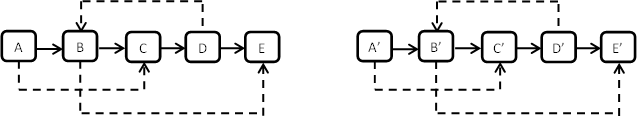 A B C D E A′ B′ C′ D′ E′